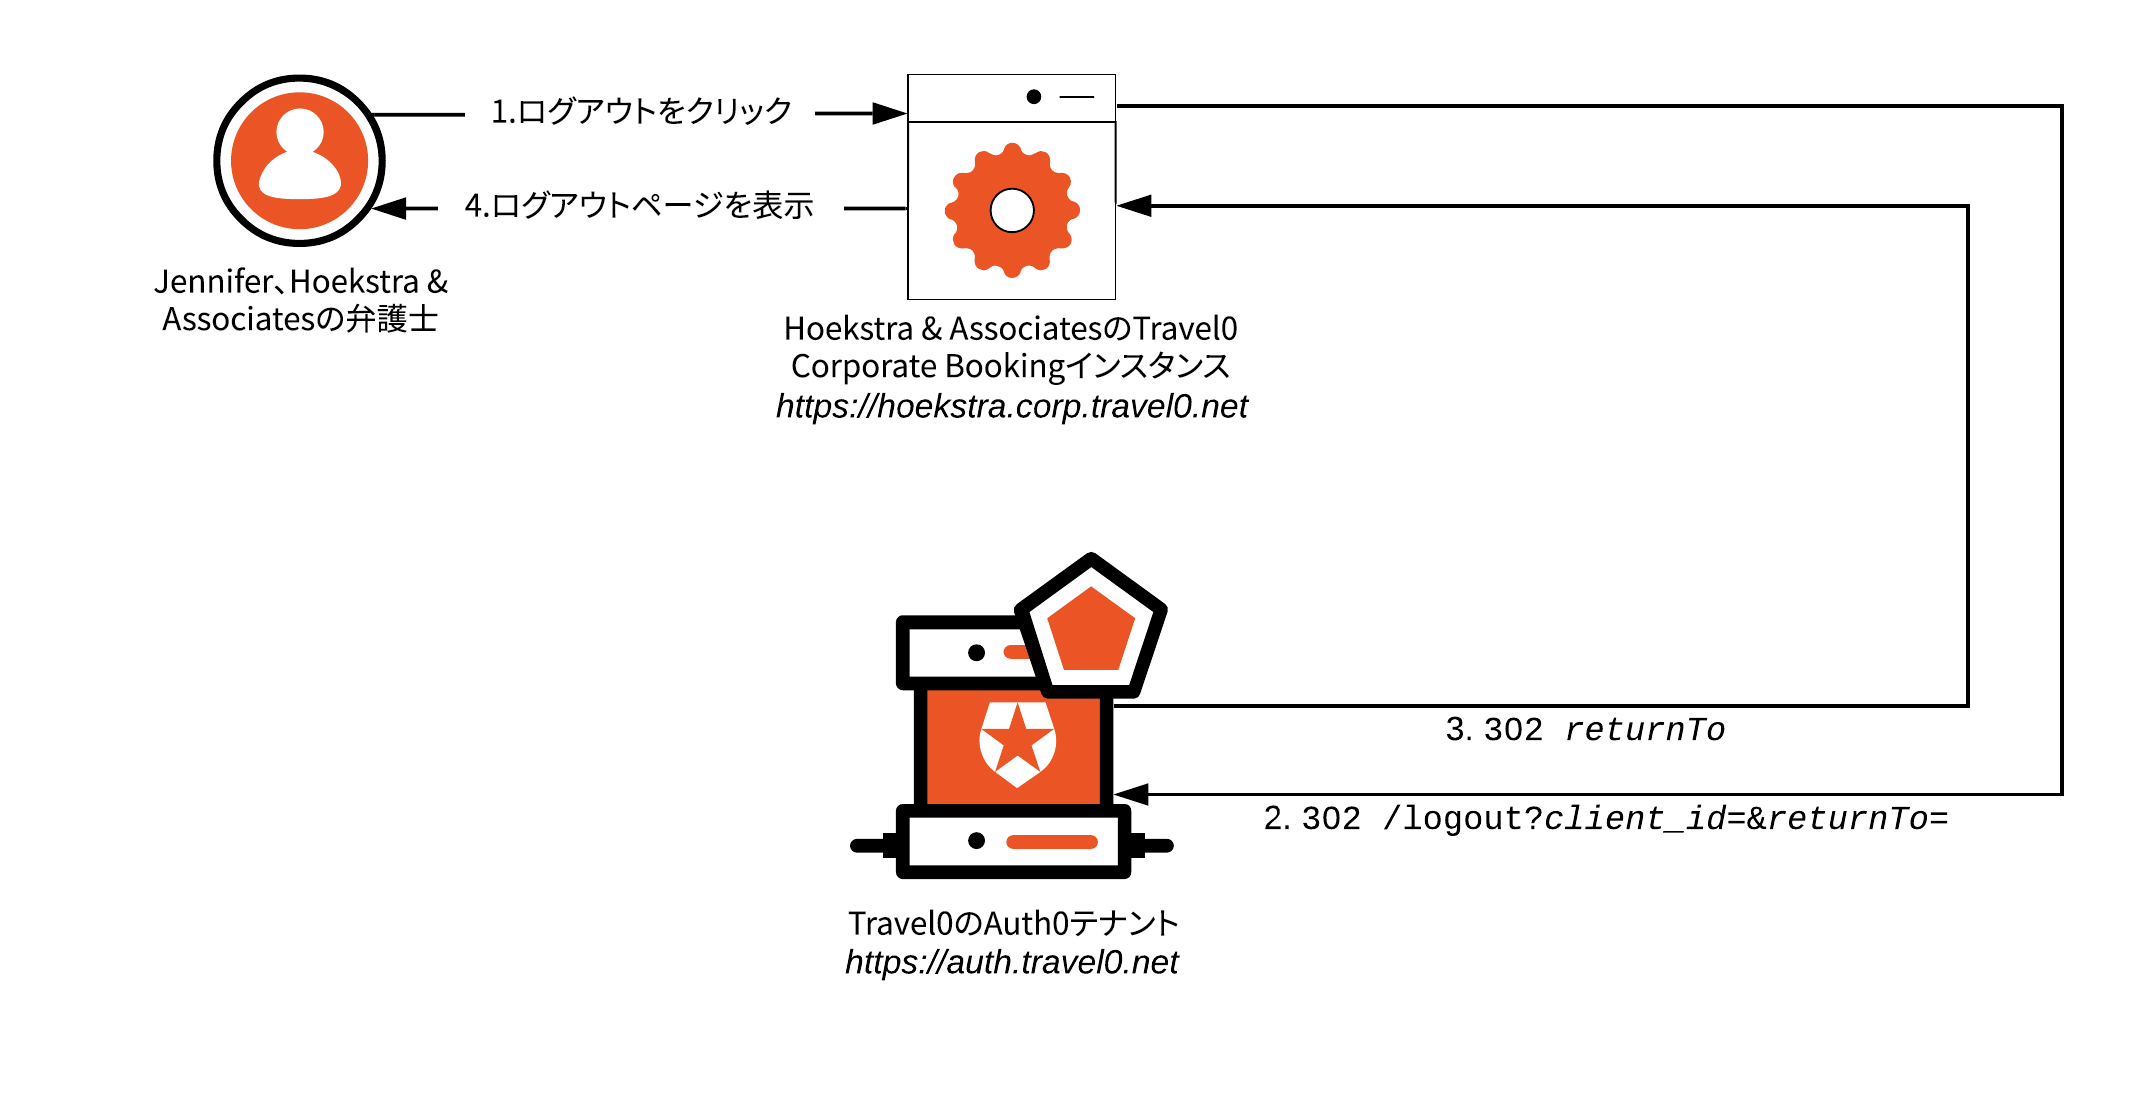 1.ログアウトをクリック
4.ログアウトページを表示
Jennifer、Hoekstra &
Associatesの弁護士
Hoekstra & AssociatesのTravel0
Corporate Bookingインスタンス
https://hoekstra.corp.travel0.net
3. 302 returnTo
2. 302 /logout?client_id=&returnTo=
Travel0のAuth0テナント
https://auth.travel0.net